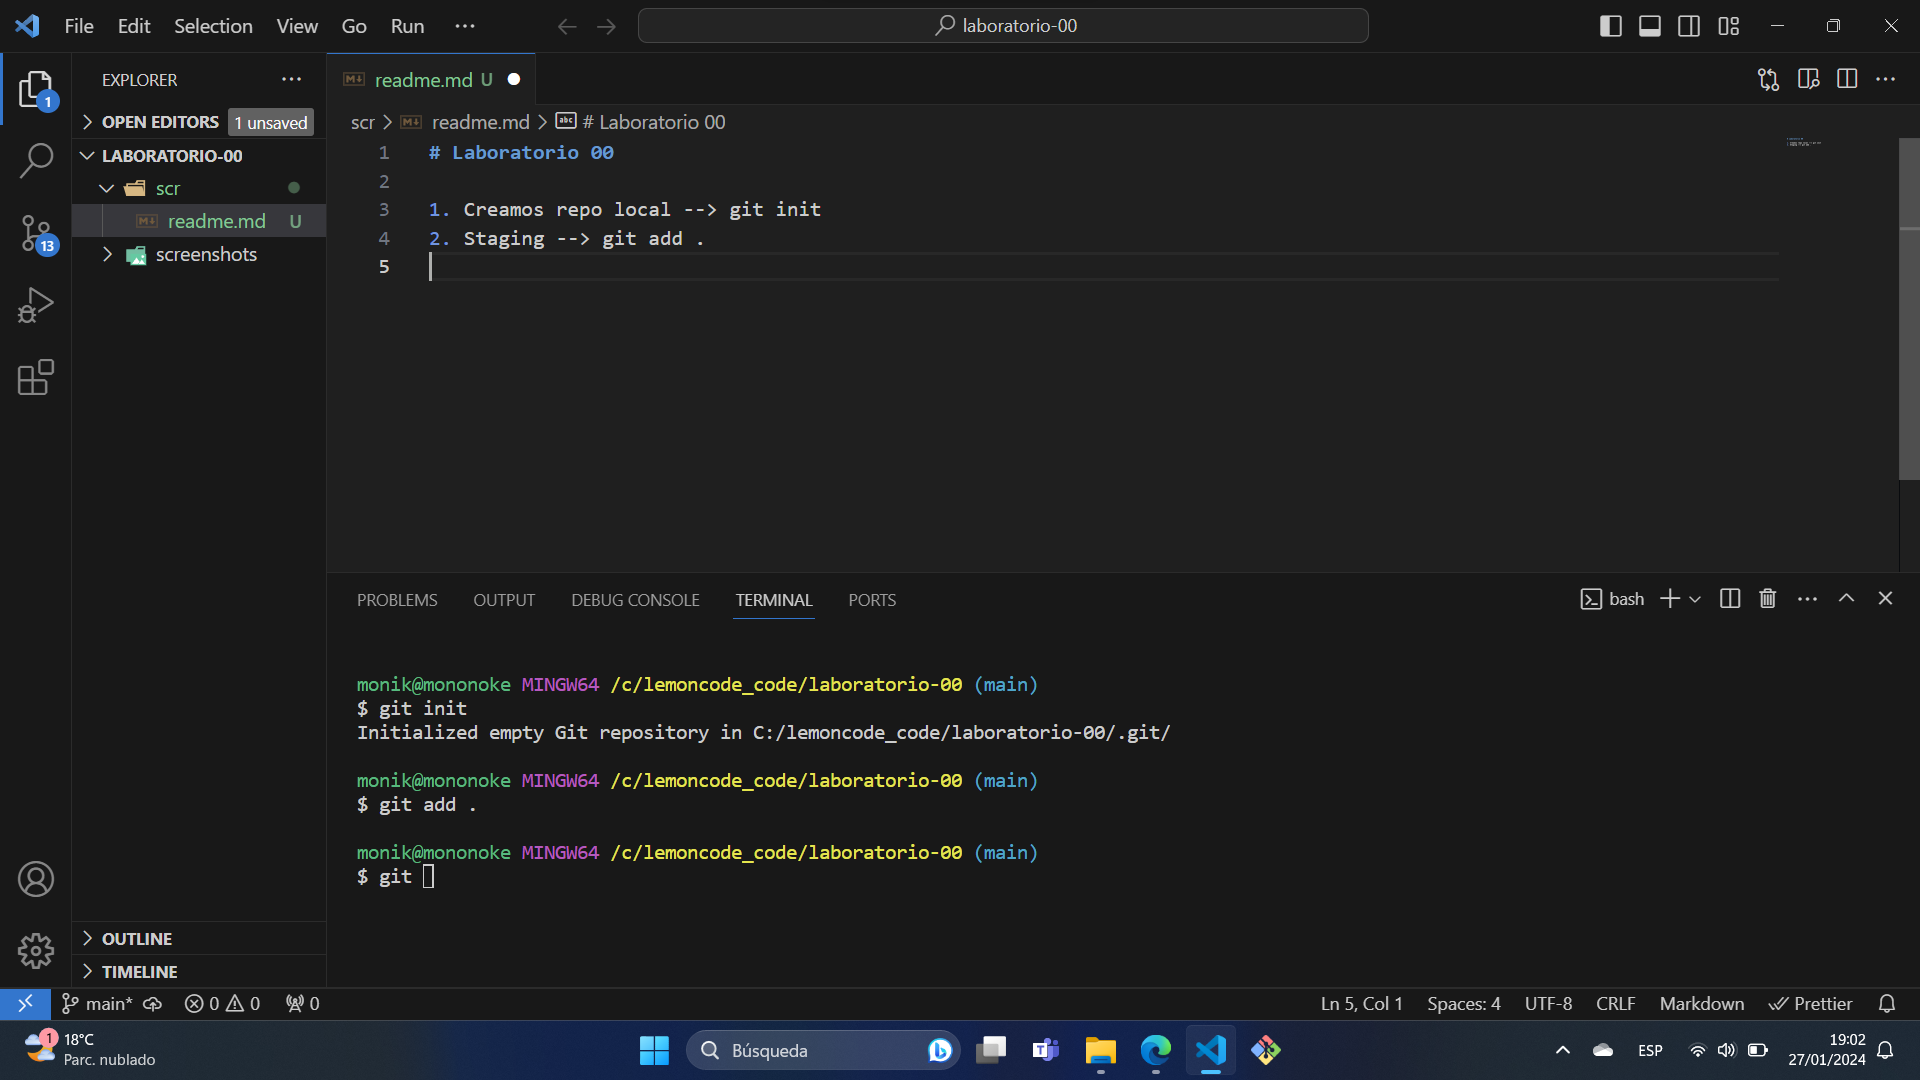 File Edit Selection View Go Run ···
laboratorio-00
EXPLORER ···
OPEN EDITORS 1 unsaved
LABORATORIO-00
scr
readme.md U
screenshots
OUTLINE
TIMELINE
1
13
readme.md U
scr > readme.md > # Laboratorio 00
1 # Laboratorio 00
2
3 1. Creamos repo local --> git init
4 2. Staging --> git add .
5
PROBLEMS OUTPUT DEBUG CONSOLE TERMINAL PORTS
bash
monik@mononoke MINGW64 /c/lemoncode_code/laboratorio-00 (main)
$ git init
Initialized empty Git repository in C:/lemoncode_code/laboratorio-00/.git/
monik@mononoke MINGW64 /c/lemoncode_code/laboratorio-00 (main)
$ git add .
monik@mononoke MINGW64 /c/lemoncode_code/laboratorio-00 (main)
$ git
main* 0 0 0
Ln 5, Col 1 Spaces: 4 UTF-8 CRLF Markdown Prettier
1
18°C
Parc. nublado
Búsqueda
ESP
19:02
27/01/2024